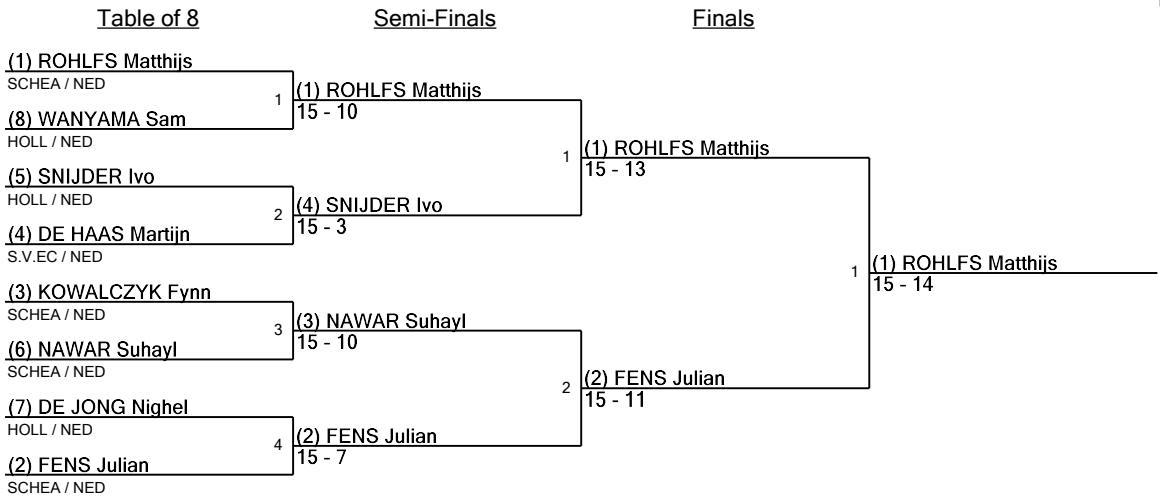 Table of 8
Semi-Finals
Finals
(1) ROHLFS Matthijs
SCHEA / NED
1
(8) WANYAMA Sam
HOLL / NED
(5) SNIJDER Ivo
HOLL / NED
2
(4) DE HAAS Martijn
S.V.EC / NED
(3) KOWALCZYK Fynn
SCHEA / NED
3
(6) NAWAR Suhayl
SCHEA / NED
(7) DE JONG Nighel
HOLL / NED
4
(2) FENS Julian
SCHEA / NED
(1) ROHLFS Matthijs
15 - 10
1
(4) SNIJDER Ivo
15 - 3
(3) NAWAR Suhayl
15 - 10
2
(2) FENS Julian
15 - 7
(1) ROHLFS Matthijs
15 - 13
1
(2) FENS Julian
15 - 11
(1) ROHLFS Matthijs
15 - 14